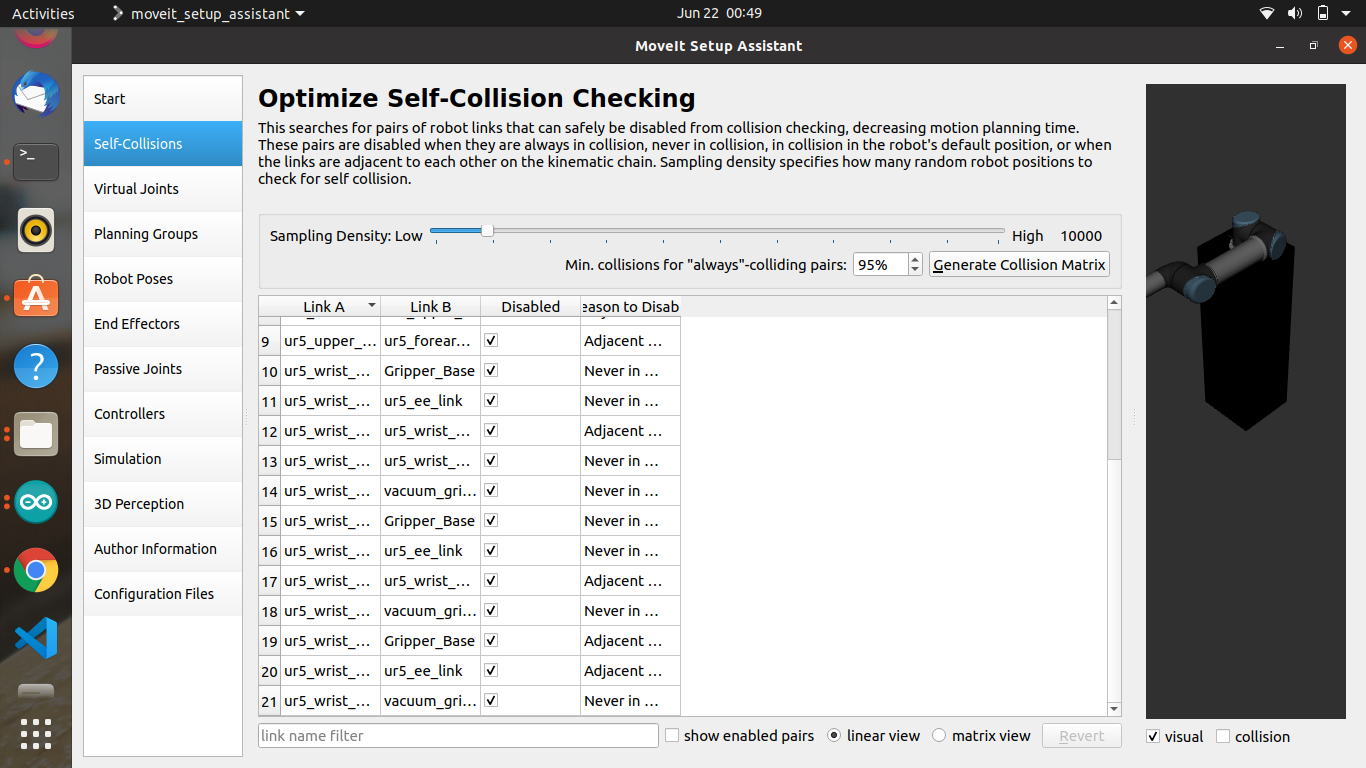 Activities
moveit_setup_assistant
Jun 22 00:49
MoveIt Setup Assistant
Start
Self-Collisions
Virtual Joints
Planning Groups
Robot Poses
End Effectors
Passive Joints
Controllers
Simulation
3D Perception
Author Information
Configuration Files
Optimize Self-Collision Checking
This searches for pairs of robot links that can safely be disabled from collision checking, decreasing motion planning time.
These pairs are disabled when they are always in collision, never in collision, in collision in the robot's default position, or when
the links are adjacent to each other on the kinematic chain. Sampling density specifies how many random robot positions to
check for self collision.
Sampling Density: Low High 10000
Min. collisions for "always"-colliding pairs: 95% Generate Collision Matrix
Link A Link B Disabled eason to Disab
9 ur5_upper_... ur5_forear... Adjacent ...
10 ur5_wrist_... Gripper_Base Never in ...
11 ur5_wrist_... ur5_ee_link Never in ...
12 ur5_wrist_... ur5_wrist_... Adjacent ...
13 ur5_wrist_... ur5_wrist_... Never in ...
14 ur5_wrist_... vacuum_gri... Never in ...
15 ur5_wrist_... Gripper_Base Never in ...
16 ur5_wrist_... ur5_ee_link Never in ...
17 ur5_wrist_... ur5_wrist_... Adjacent ...
18 ur5_wrist_... vacuum_gri... Never in ...
19 ur5_wrist_... Gripper_Base Adjacent ...
20 ur5_wrist_... ur5_ee_link Adjacent ...
21 ur5_wrist_... vacuum_gri... Never in ...
link name filter show enabled pairs linear view matrix view Revert
visual collision